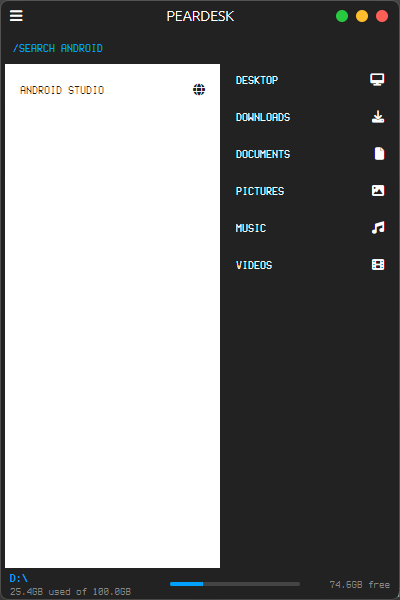 PEARDESK
/SEARCH ANDROID
ANDROID STUDIO
DESKTOP
DOWNLOADS
DOCUMENTS
PICTURES
MUSIC
VIDEOS
D:\
25.4GB used of 100.0GB
74.6GB free